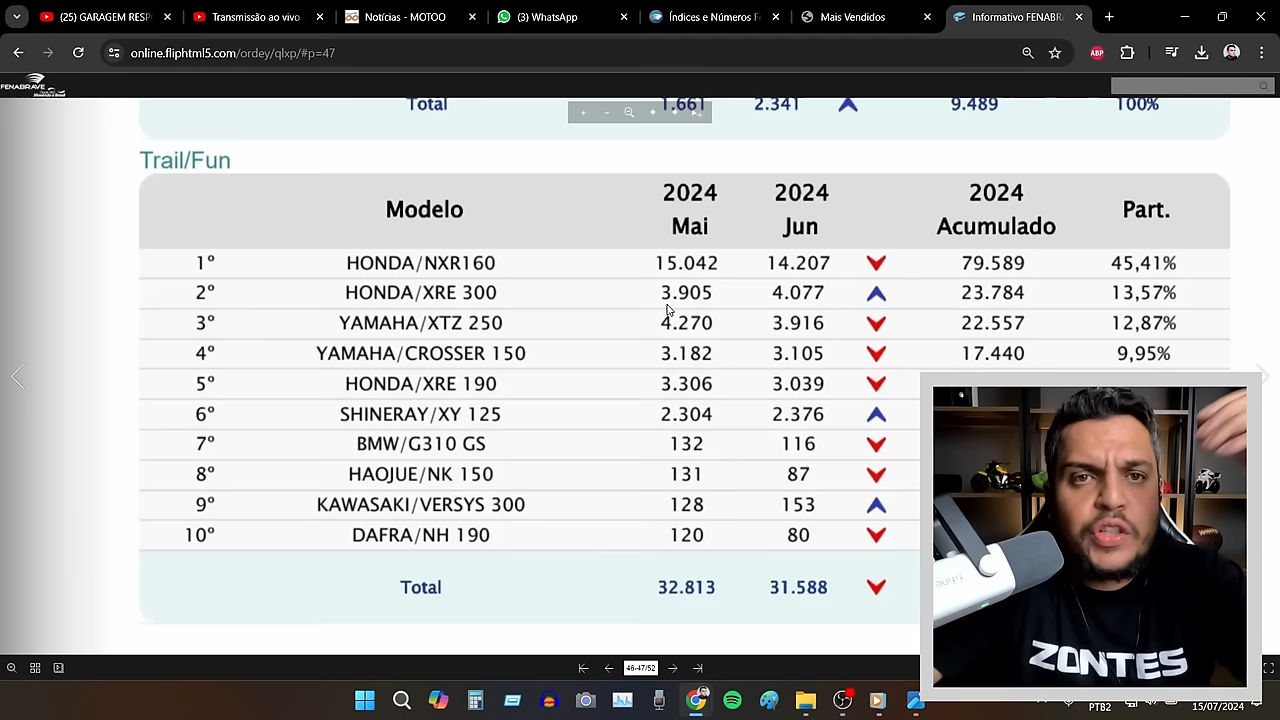 (25) GARAGEM RESP
Transmissão ao vivo
Notícias - MOTOO
(3) WhatsApp
Índices e Números F
Mais Vendidos
Informativo FENABR
online.fliphtml5.com/ordey/qlxp/#p=47
ABP
FENABRAVE
Total 1.661 2.341 9.489 100%
Trail/Fun
Modelo 2024 Mai 2024 Jun 2024 Acumulado Part.
1º HONDA/NXR160 15.042 14.207 79.589 45,41%
2º HONDA/XRE 300 3.905 4.077 23.784 13,57%
3º YAMAHA/XTZ 250 4.270 3.916 22.557 12,87%
4º YAMAHA/CROSSER 150 3.182 3.105 17.440 9,95%
5º HONDA/XRE 190 3.306 3.039
6º SHINERAY/XY 125 2.304 2.376
7º BMW/G310 GS 132 116
8º HAOJUE/NK 150 131 87
9º KAWASAKI/VERSYS 300 128 153
10º DAFRA/NH 190 120 80
Total 32.813 31.588
fifine
ZONTES
46-47/52
PTB2
15/07/2024